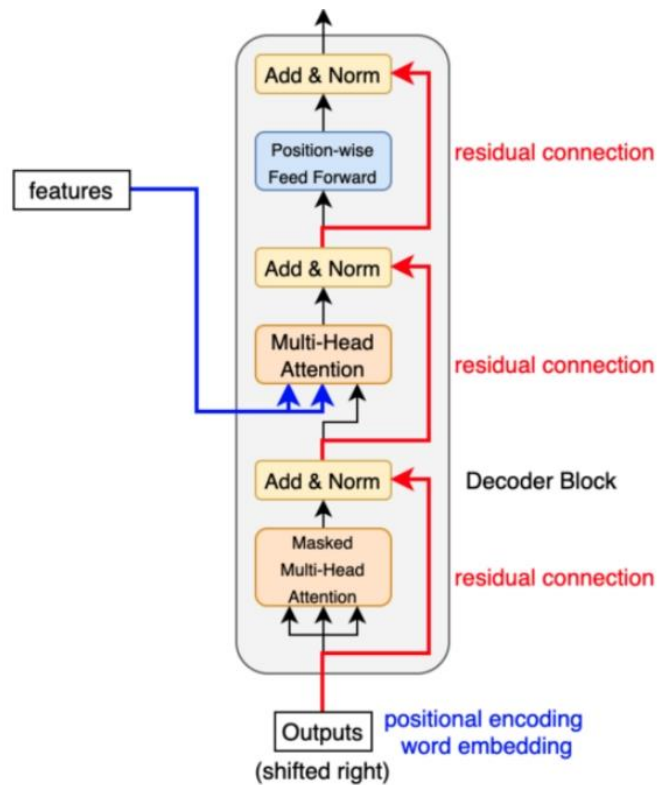 Add & Norm
Position-wise
Feed Forward
residual connection
features
Add & Norm
Multi-Head
Attention
residual connection
Add & Norm
Decoder Block
Masked
Multi-Head
Attention
residual connection
Outputs
(shifted right)
positional encoding
word embedding